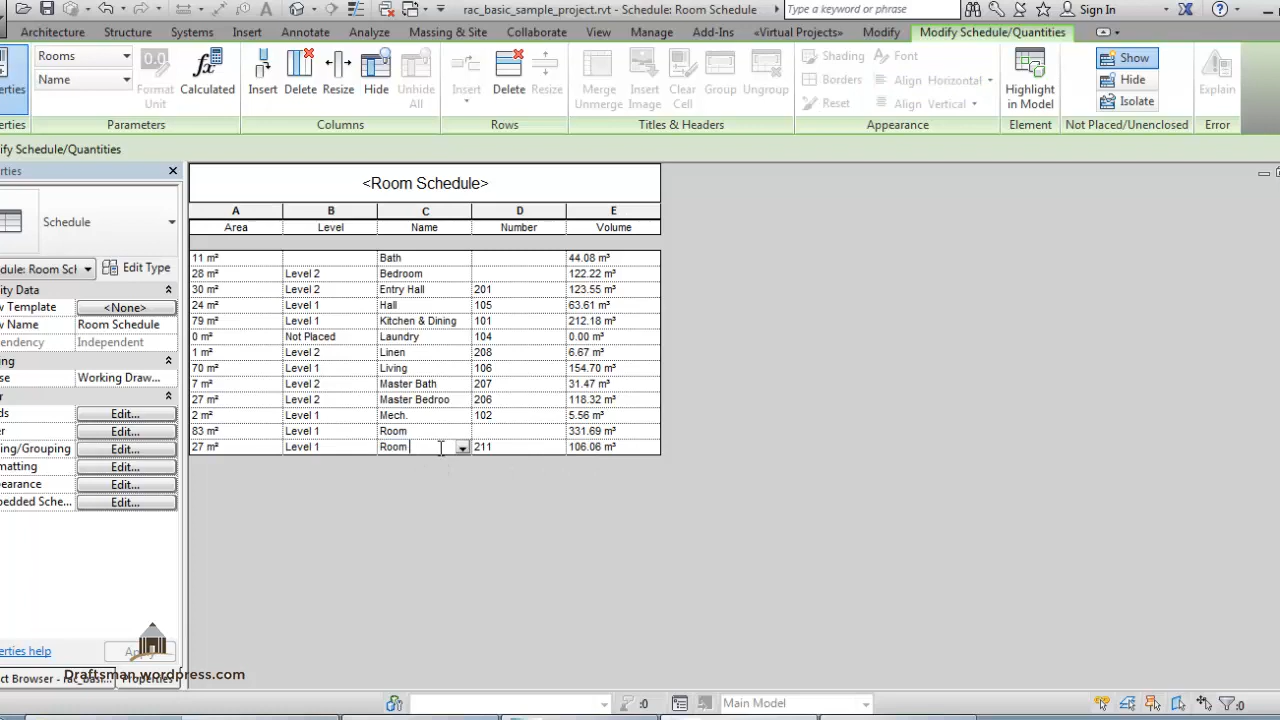 rac_basic_sample_project.rvt - Schedule: Room Schedule
Type a keyword or phrase
Sign In
Architecture Structure Systems Insert Annotate Analyze Massing & Site Collaborate View Manage Add-Ins «Virtual Projects» Modify Modify Schedule/Quantities
Rooms
Name
erties
Format Unit
Calculated
Parameters
Insert Delete Resize Hide Unhide All
Columns
Insert Delete Resize
Rows
Merge Unmerge
Insert Image
Clear Cell
Group Ungroup
Titles & Headers
Shading
Borders
Reset
Font
Align Horizontal
Align Vertical
Appearance
Highlight in Model
Element
Show
Hide
Isolate
Not Placed/Unenclosed
Explain
Error
fy Schedule/Quantities
rties
Schedule
dule: Room Scł
Edit Type
ity Data
w Template <None>
w Name Room Schedule
endency Independent
ing
se Working Draw...
er
ds Edit...
er Edit...
ing/Grouping Edit...
matting Edit...
earance Edit...
bedded Sche... Edit...
erties help
Apply
ct Browser - rac_basi...
Properties
Draftsman.wordpress.com
<Room Schedule>
A B C D E
Area Level Name Number Volume
11 m² Bath 44.08 m³
28 m² Level 2 Bedroom 122.22 m³
30 m² Level 2 Entry Hall 201 123.55 m³
24 m² Level 1 Hall 105 63.61 m³
79 m² Level 1 Kitchen & Dining 101 212.18 m³
0 m² Not Placed Laundry 104 0.00 m³
1 m² Level 2 Linen 208 6.67 m³
70 m² Level 1 Living 106 154.70 m³
7 m² Level 2 Master Bath 207 31.47 m³
27 m² Level 2 Master Bedroo 206 118.32 m³
2 m² Level 1 Mech. 102 5.56 m³
83 m² Level 1 Room 331.69 m³
27 m² Level 1 Room 211 106.06 m³
:0
Main Model
:0